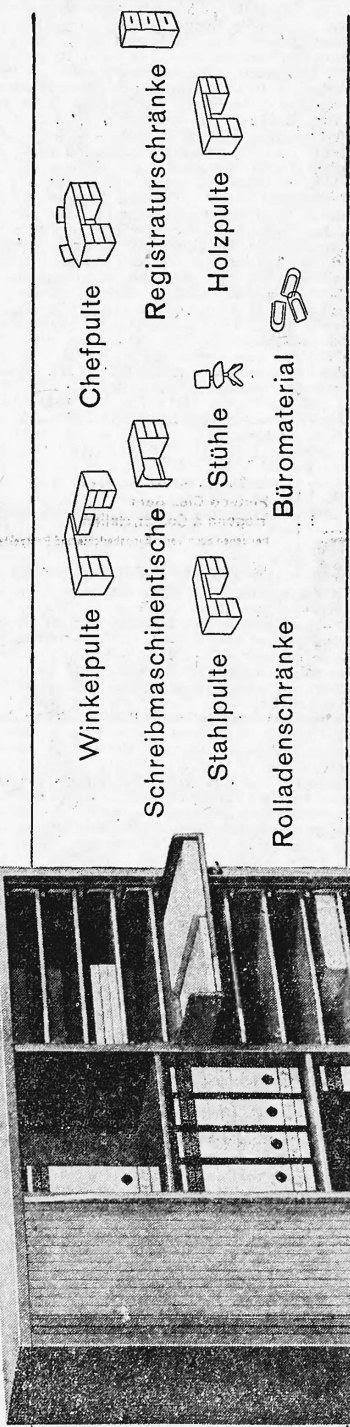 Winkelpulte Chefpulte
Schreibmaschinentische Registraturschränke
Stahlpulte Stühle Holzpulte
Rolladenschränke Büromaterial